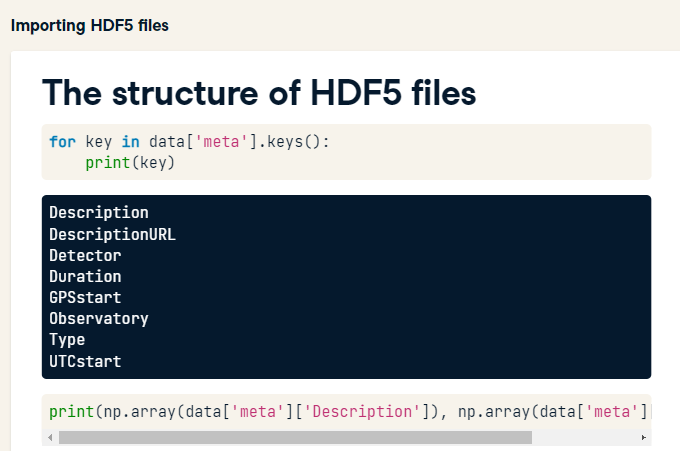 Importing HDF5 files
The structure of HDF5 files
for key in data['meta'].keys():
    print(key)
Description
DescriptionURL
Detector
Duration
GPSstart
Observatory
Type
UTCstart
print(np.array(data['meta']['Description']), np.array(data['meta'][